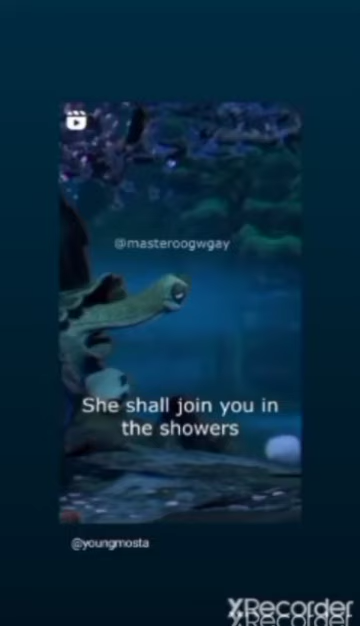 @masteroogwgay
She shall join you in
the showers
@youngmosta
XRecorder